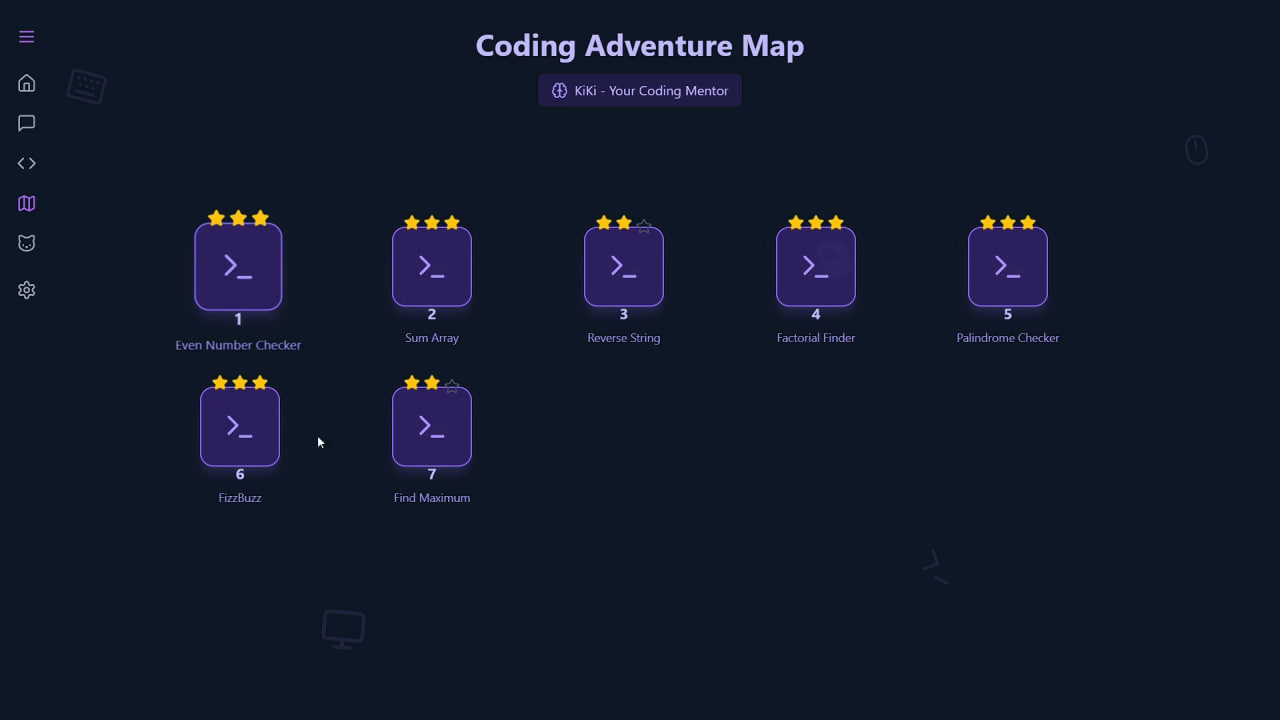 Coding Adventure Map
KiKi - Your Coding Mentor
1
Even Number Checker
2
Sum Array
3
Reverse String
4
Factorial Finder
5
Palindrome Checker
6
FizzBuzz
7
Find Maximum